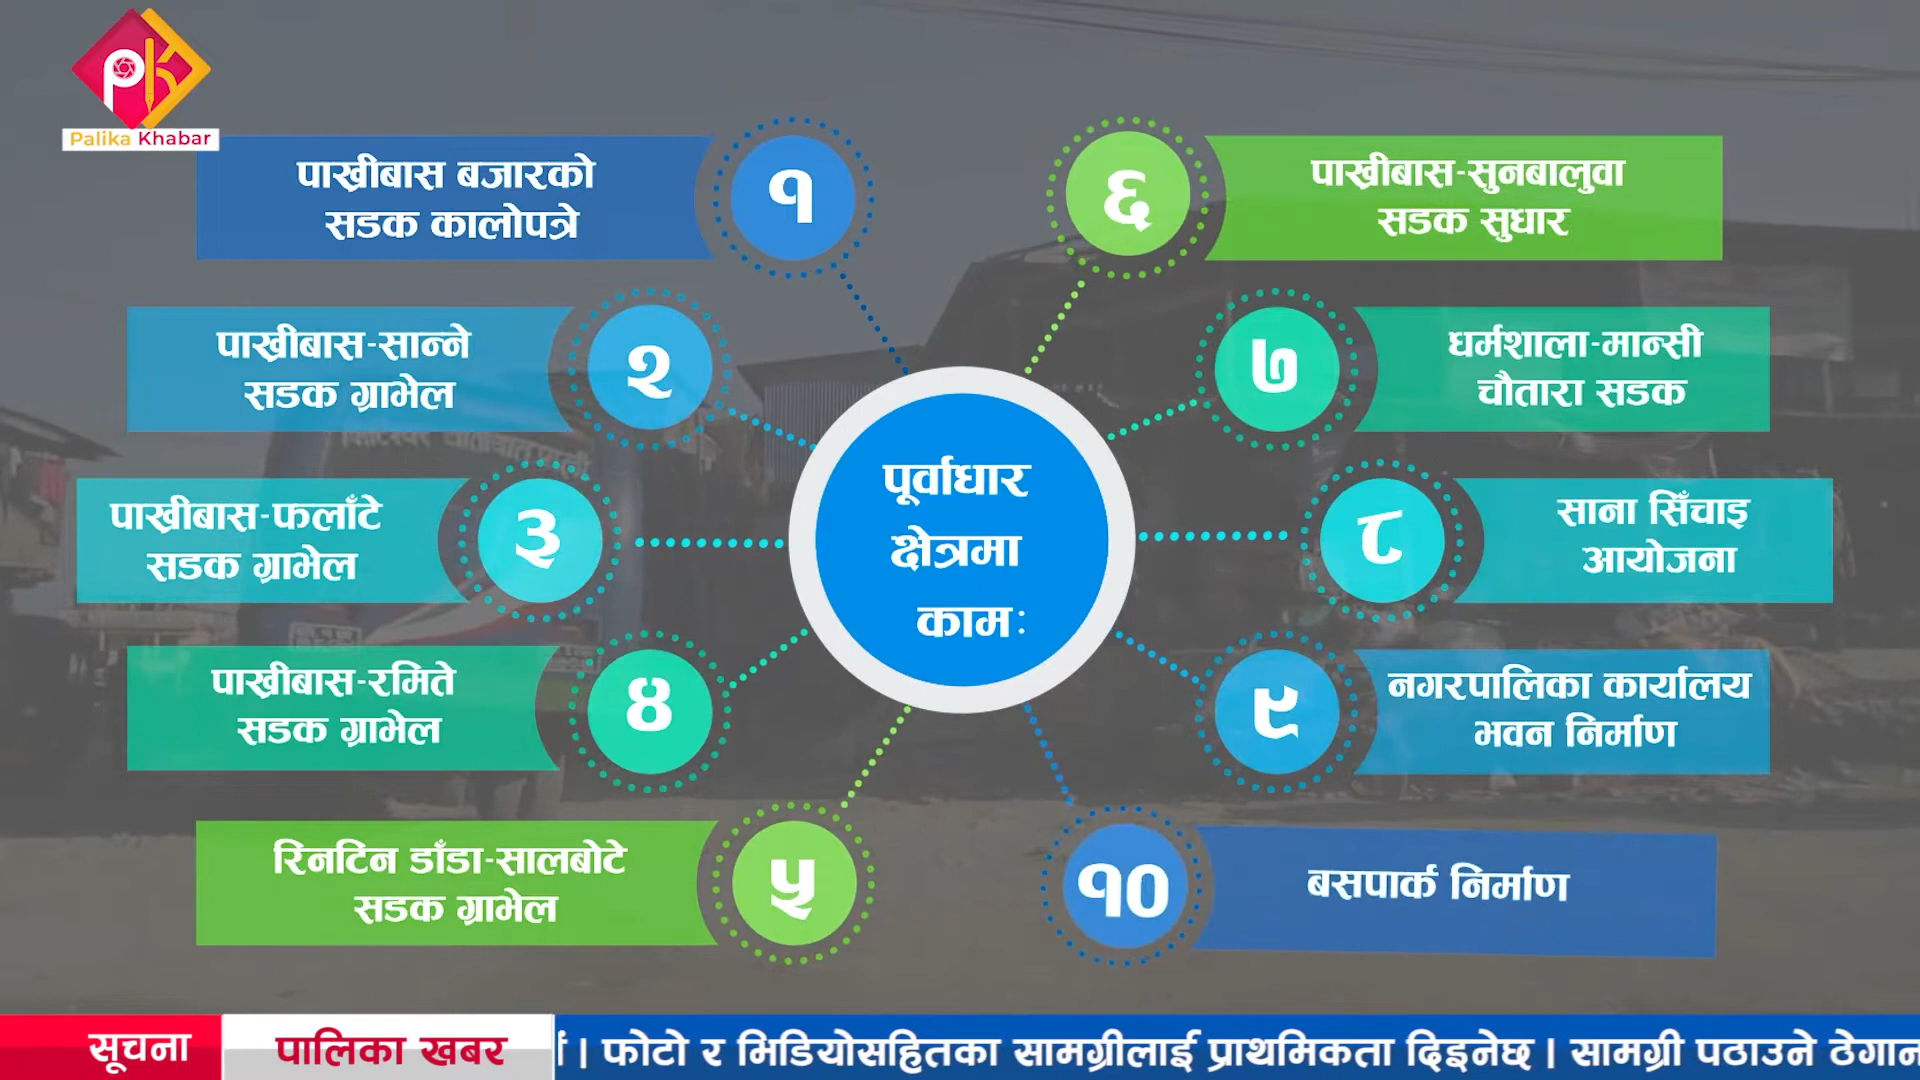 PK
Palika Khabar
पाख्रीबास बजारको
सडक कालोपत्रे
१
पाख्रीबास-सान्ने
सडक ग्राभेल
२
पाख्रीबास-फलाँटे
सडक ग्राभेल
३
पाख्रीबास-रमिते
सडक ग्राभेल
४
रिनटिन डाँडा-सालबोटे
सडक ग्राभेल
५
पूर्वाधार
क्षेत्रमा
कामः
६
पाख्रीबास-सुनबालुवा
सडक सुधार
७
धर्मशाला-मान्सी
चौतारा सडक
८
साना सिँचाइ
आयोजना
९
नगरपालिका कार्यालय
भवन निर्माण
१०
बसपार्क निर्माण
सूचना
पालिका खबर
। फोटो र भिडियोसहितका सामग्रीलाई प्राथमिकता दिइनेछ । सामग्री पठाउने